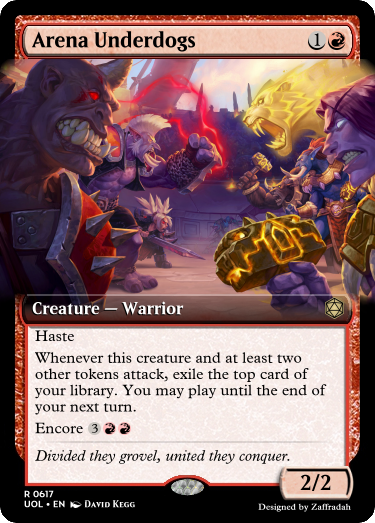 Arena Underdogs 1
Creature — Warrior
Haste
Whenever this creature and at least two
other tokens attack, exile the top card of
your library. You may play until the end of
your next turn.
Encore 3
Divided they grovel, united they conquer.
2/2
R 0617
UOL • EN David Kegg
Designed by Zaffradah